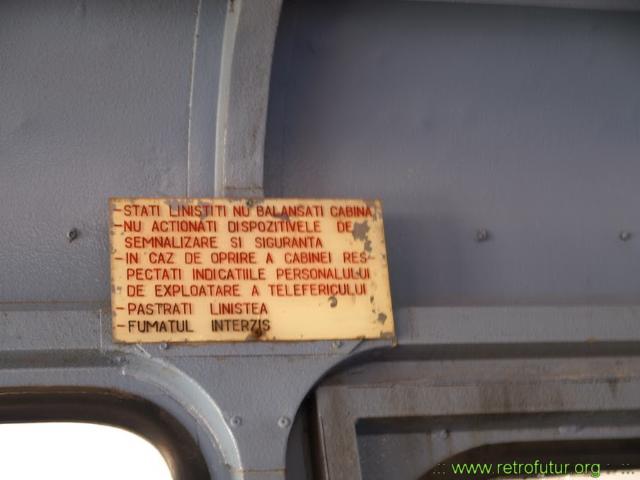 -STATI LINISTITI NU BALANSATI CABINA
-NU ACTIONATI DISPOZITIVELE DE
SEMNALIZARE SI SIGURANTA
-IN CAZ DE OPRIRE A CABINEI RES-
PECTATI INDICATIILE PERSONALULUI
DE EXPLOATARE A TELEFERICULUI
-PASTRATI LINISTEA
-FUMATUL INTERZIS
www.retrofutur.org